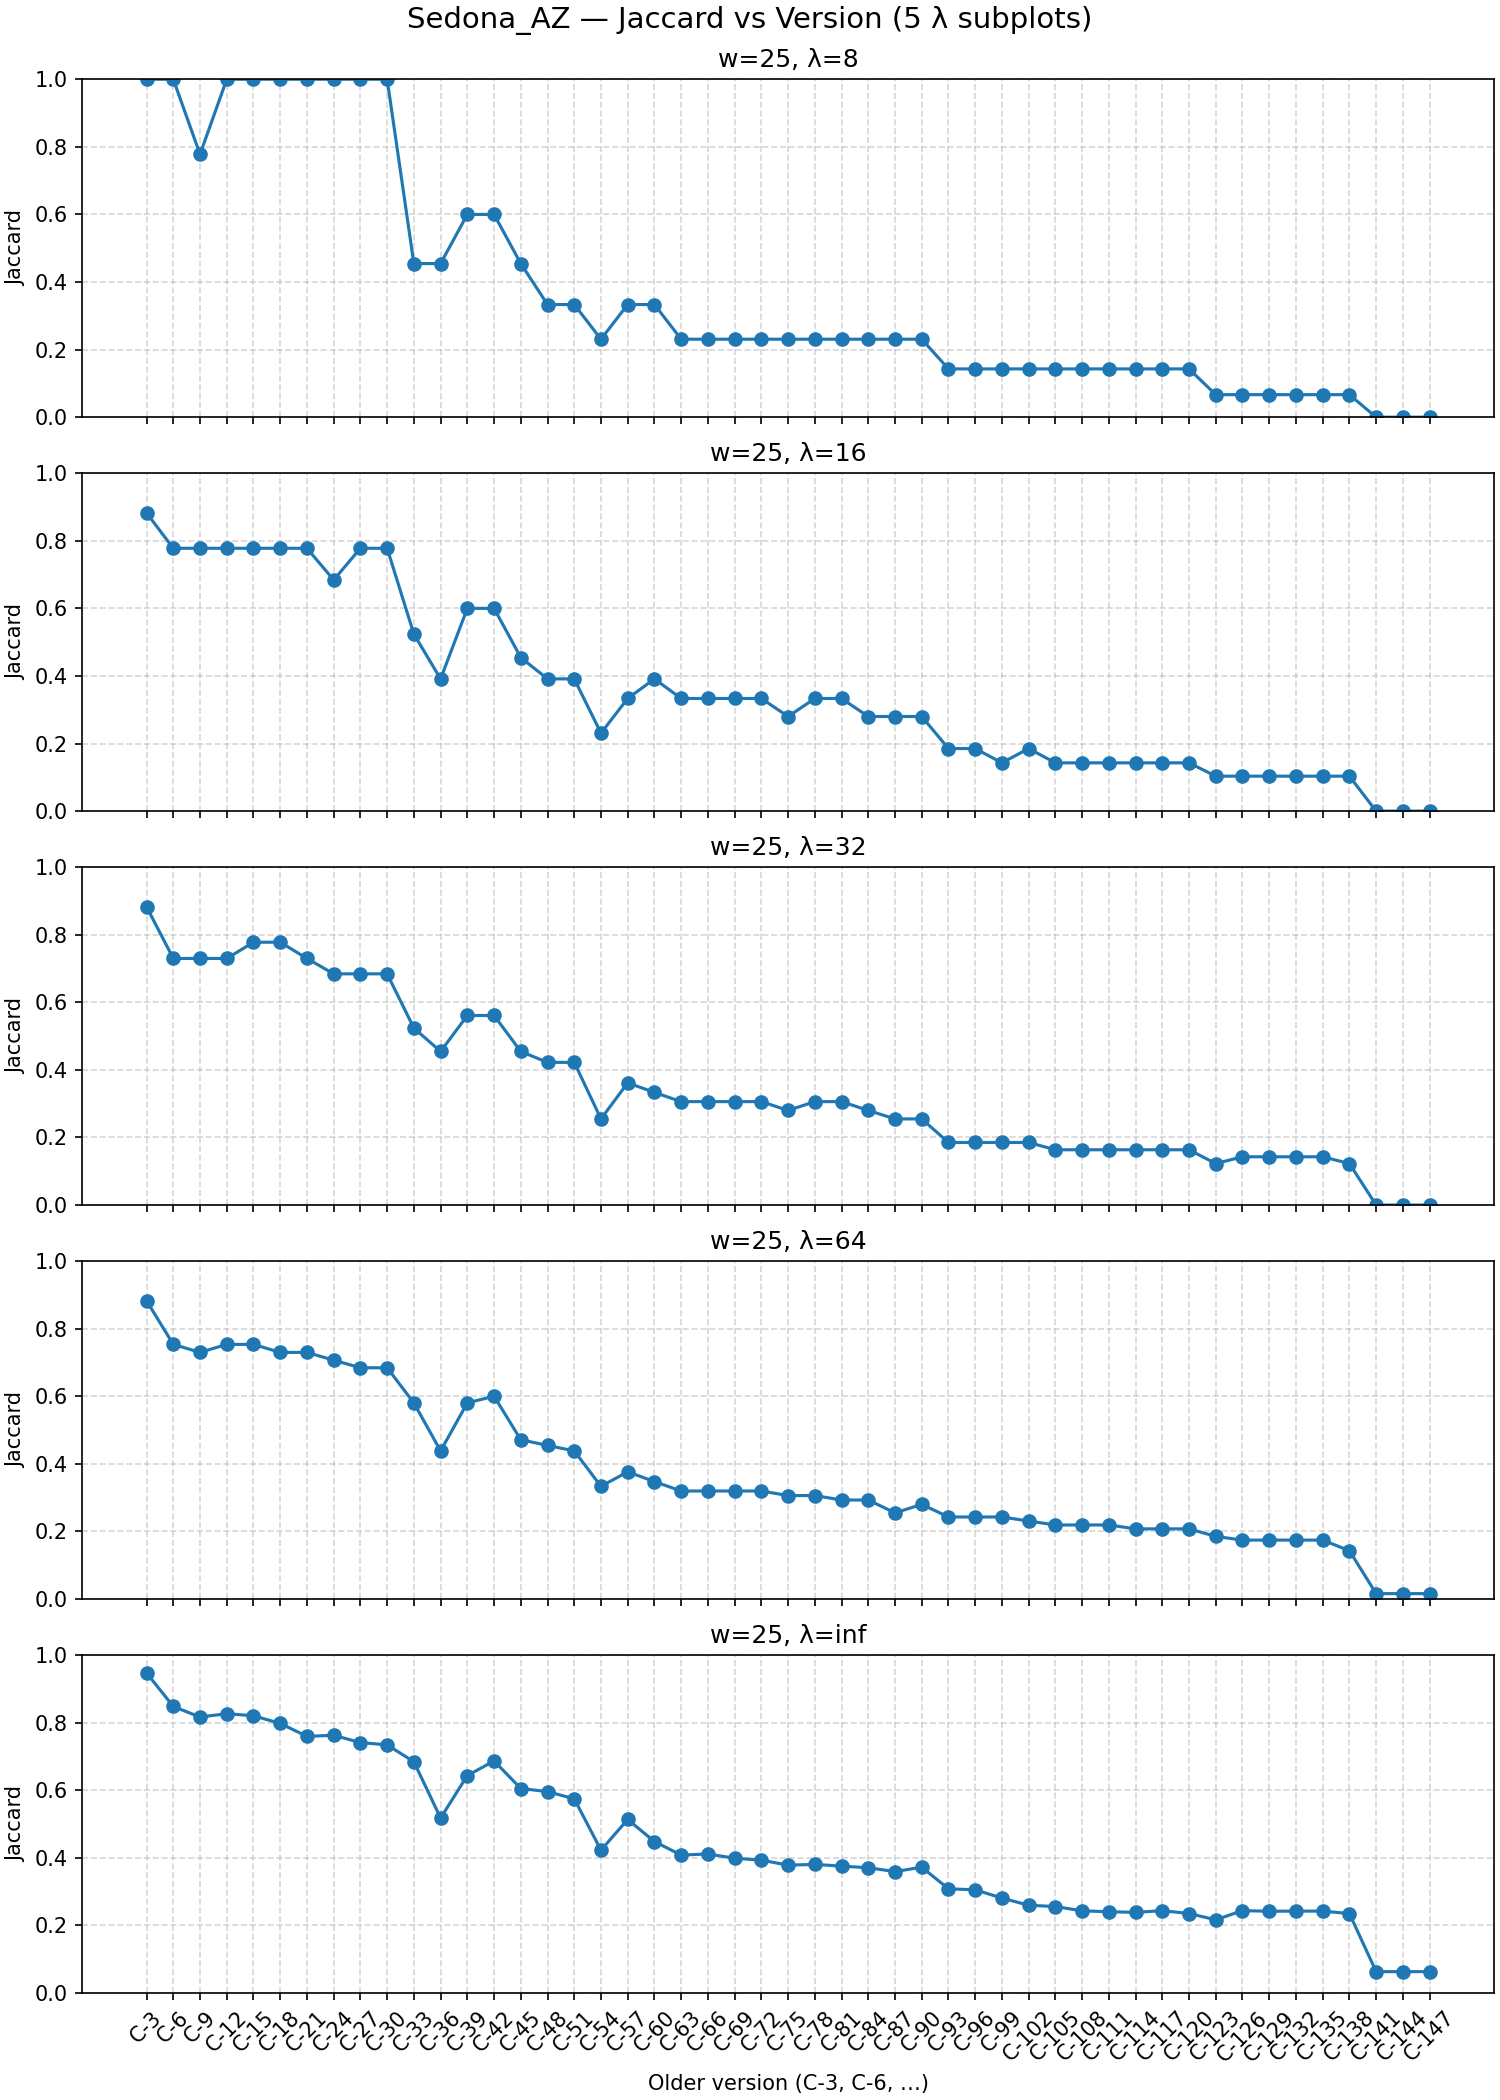 Sedona_AZ — Jaccard vs Version (5 λ subplots)
w=25, λ=8
1.0
0.8
0.6
0.4
0.2
0.0
Jaccard
w=25, λ=16
1.0
0.8
0.6
0.4
0.2
0.0
Jaccard
w=25, λ=32
1.0
0.8
0.6
0.4
0.2
0.0
Jaccard
w=25, λ=64
1.0
0.8
0.6
0.4
0.2
0.0
Jaccard
w=25, λ=inf
1.0
0.8
0.6
0.4
0.2
0.0
Jaccard
C-3 C-6 C-9 C-12 C-15 C-18 C-21 C-24 C-27 C-30 C-33 C-36 C-39 C-42 C-45 C-48 C-51 C-54 C-57 C-60 C-63 C-66 C-69 C-72 C-75 C-78 C-81 C-84 C-87 C-90 C-93 C-96 C-99 C-102 C-105 C-108 C-111 C-114 C-117 C-120 C-123 C-126 C-129 C-132 C-135 C-138 C-141 C-144 C-147
Older version (C-3, C-6, ...)